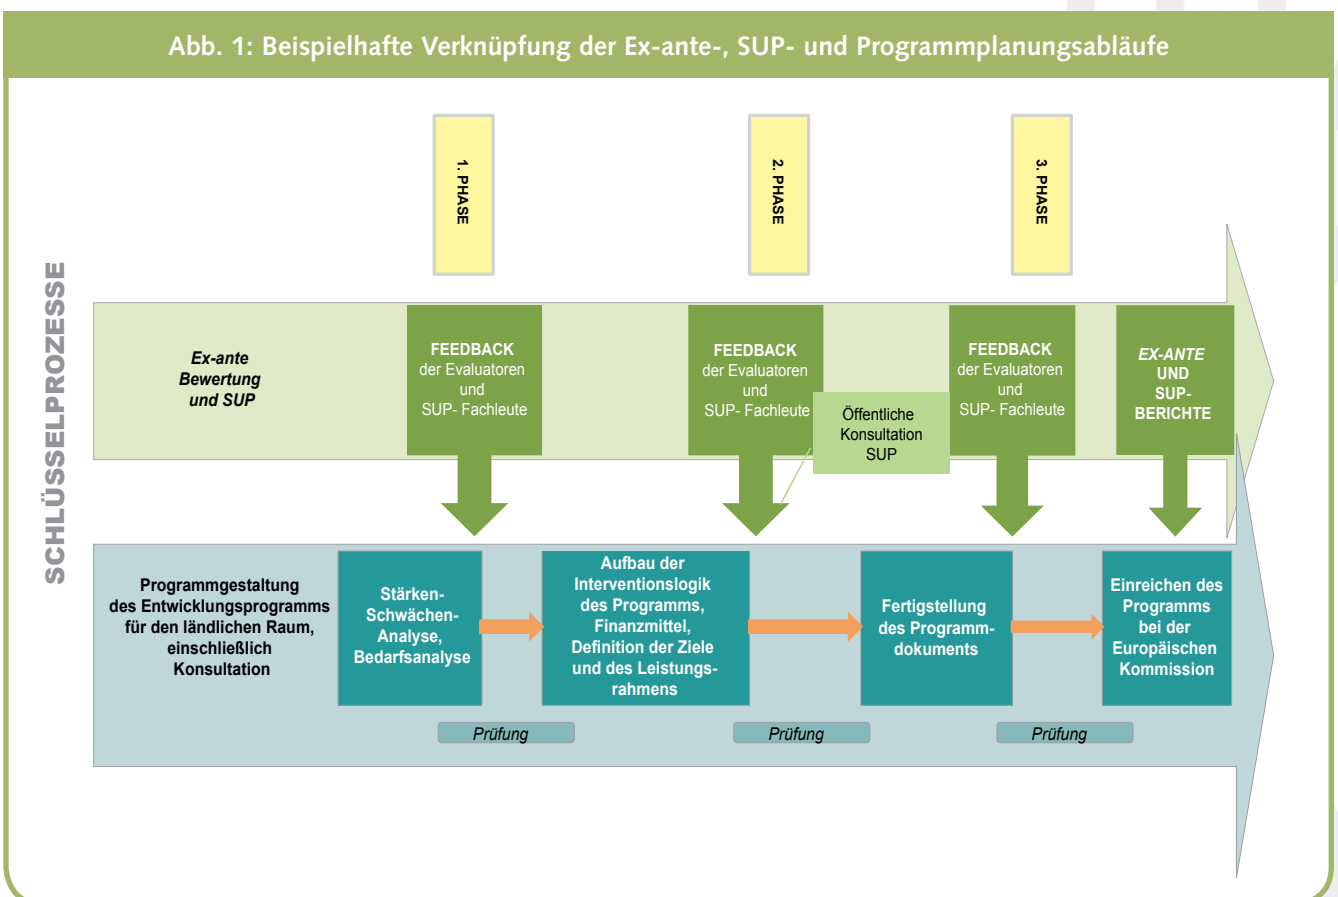 Abb. 1: Beispielhafte Verknüpfung der Ex-ante-, SUP- und Programmplanungsabläufe
1. PHASE
2. PHASE
3. PHASE
SCHLÜSSELPROZESSE
Ex-ante
Bewertung
und SUP
FEEDBACK
der Evaluatoren
und
SUP- Fachleute
FEEDBACK
der Evaluatoren
und
SUP- Fachleute
Öffentliche
Konsultation
SUP
FEEDBACK
der Evaluatoren
und
SUP- Fachleute
EX-ANTE
UND
SUP-
BERICHTE
Programmgestaltung
des Entwicklungsprogramms
für den ländlichen Raum,
einschließlich
Konsultation
Stärken-
Schwächen-
Analyse,
Bedarfsanalyse
Aufbau der
Interventionslogik
des Programms,
Finanzmittel,
Definition der Ziele
und des Leistungs-
rahmens
Fertigstellung
des Programm-
dokuments
Einreichen des
Programms
bei der
Europäischen
Kommission
Prüfung
Prüfung
Prüfung